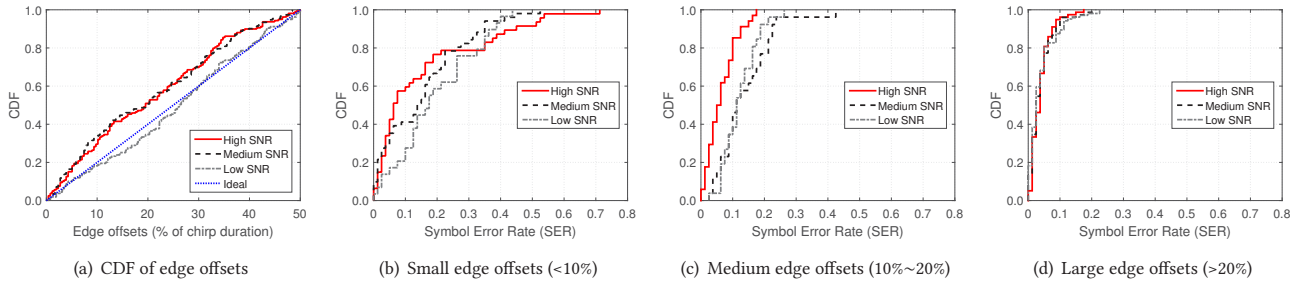 CDF
1.0
0.8
0.6
0.4
0.2
0.0
High SNR
Medium SNR
Low SNR
Ideal
0 10 20 30 40 50
Edge offsets (% of chirp duration)
(a) CDF of edge offsets
CDF
1.0
0.8
0.6
0.4
0.2
0.0
High SNR
Medium SNR
Low SNR
0 0.1 0.2 0.3 0.4 0.5 0.6 0.7 0.8
Symbol Error Rate (SER)
(b) Small edge offsets (<10%)
CDF
1.0
0.8
0.6
0.4
0.2
0.0
High SNR
Medium SNR
Low SNR
0 0.1 0.2 0.3 0.4 0.5 0.6 0.7 0.8
Symbol Error Rate (SER)
(c) Medium edge offsets (10%~20%)
CDF
1.0
0.8
0.6
0.4
0.2
0.0
High SNR
Medium SNR
Low SNR
0 0.1 0.2 0.3 0.4 0.5 0.6 0.7 0.8
Symbol Error Rate (SER)
(d) Large edge offsets (>20%)